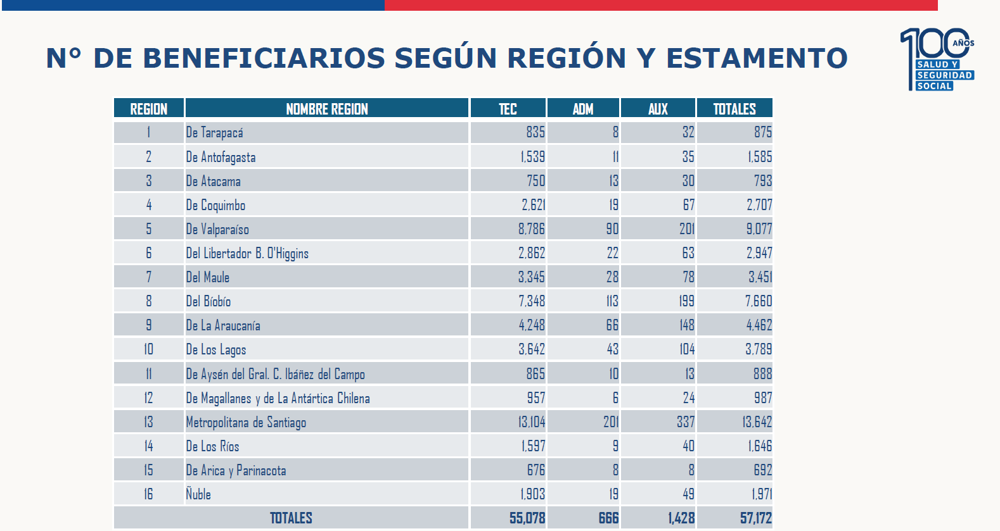 N° DE BENEFICIARIOS SEGÚN REGIÓN Y ESTAMENTO
100 AÑOS
SALUD Y
SEGURIDAD
SOCIAL
REGION NOMBRE REGION TEC ADM AUX TOTALES
1 De Tarapacá 835 8 32 875
2 De Antofagasta 1,539 11 35 1,585
3 De Atacama 750 13 30 793
4 De Coquimbo 2,621 19 67 2,707
5 De Valparaíso 8,786 90 201 9,077
6 Del Libertador B. O'Higgins 2,862 22 63 2,947
7 Del Maule 3,345 28 78 3,451
8 Del Bíobío 7,348 113 199 7,660
9 De La Araucanía 4,248 66 148 4,462
10 De Los Lagos 3,642 43 104 3,789
11 De Aysén del Gral. C. Ibáñez del Campo 865 10 13 888
12 De Magallanes y de La Antártica Chilena 957 6 24 987
13 Metropolitana de Santiago 13,104 201 337 13,642
14 De Los Ríos 1,597 9 40 1,646
15 De Arica y Parinacota 676 8 8 692
16 Ñuble 1,903 19 49 1,971
TOTALES 55,078 666 1,428 57,172